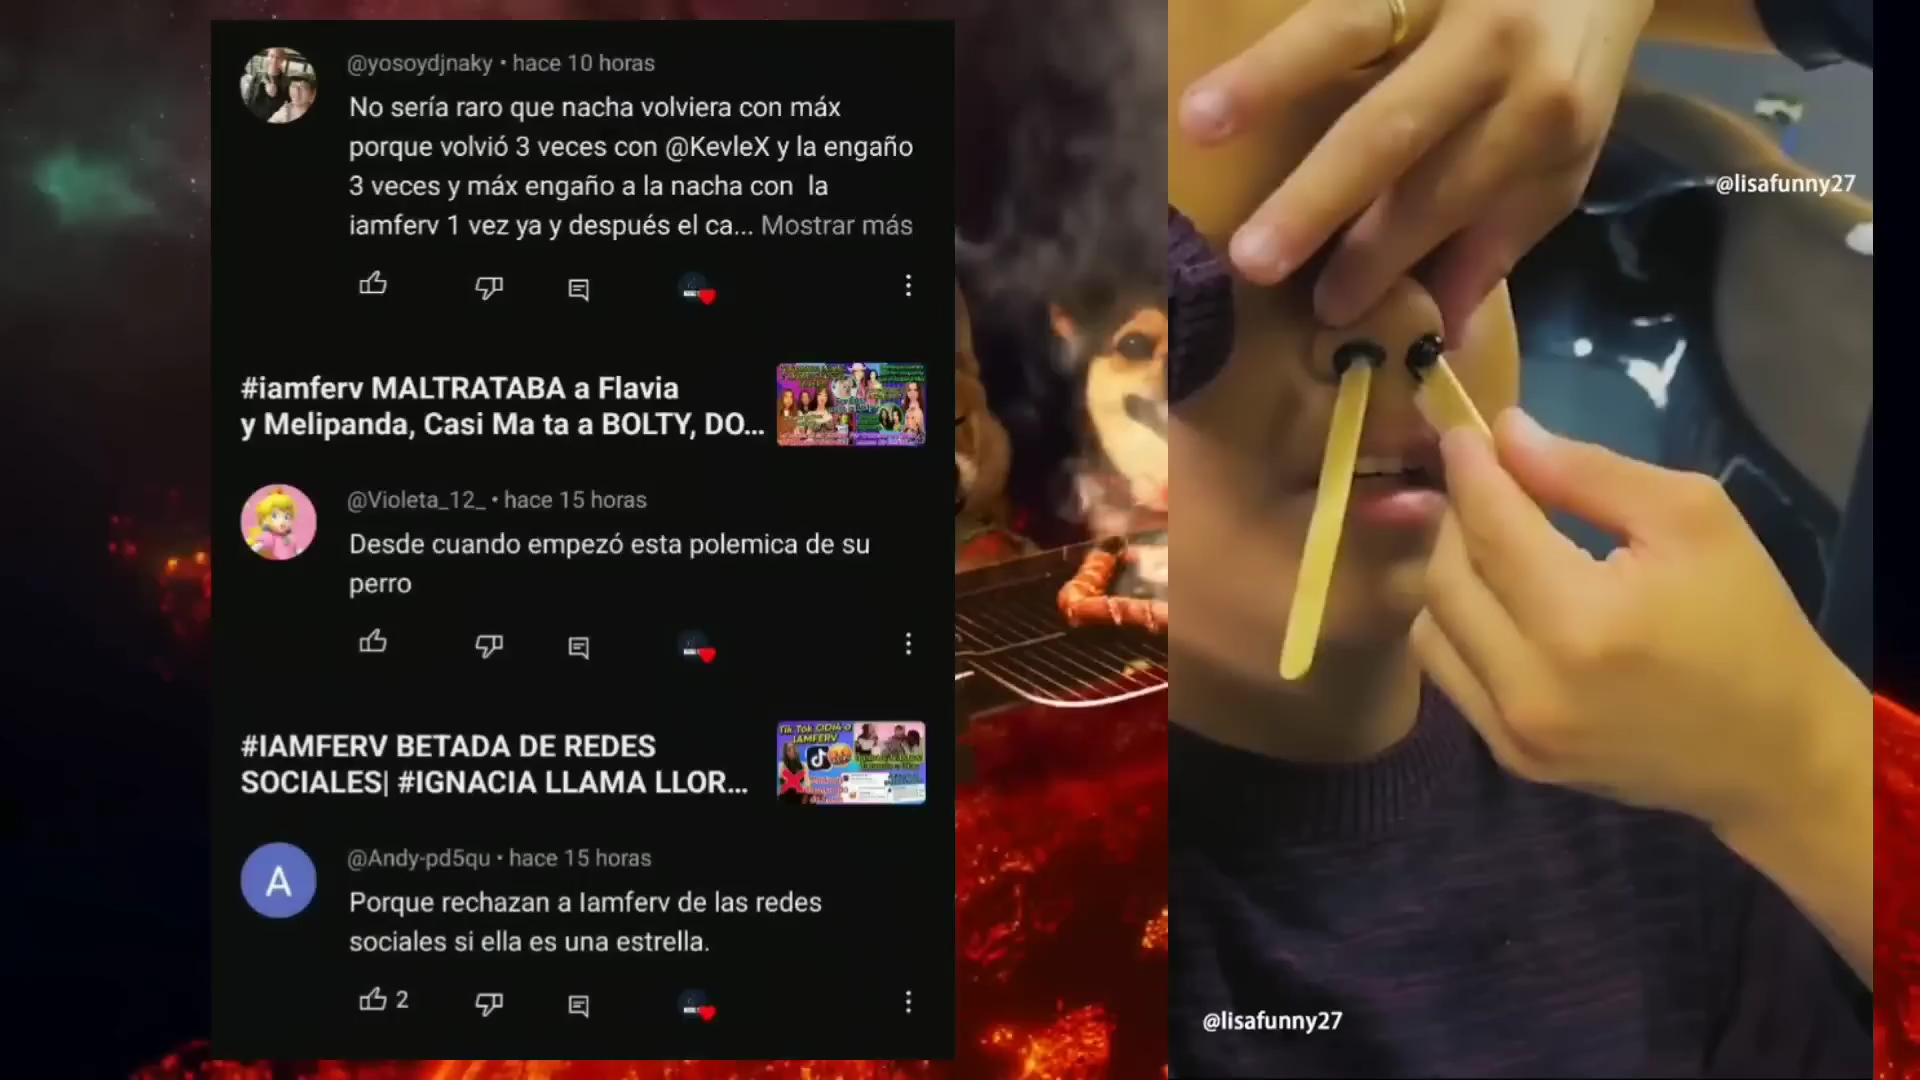 @yosoydjnaky • hace 10 horas
No sería raro que nacha volviera con máx
porque volvió 3 veces con @KevleX y la engaño
3 veces y máx engaño a la nacha con la
iamferv 1 vez ya y después el ca... Mostrar más
#iamferv MALTRATABA a Flavia
y Melipanda, Casi Ma ta a BOLTY, DO...
@Violeta_12_ • hace 15 horas
Desde cuando empezó esta polemica de su
perro
#IAMFERV BETADA DE REDES
SOCIALES| #IGNACIA LLAMA LLOR...
Tik Tok
IAMFERV
@Andy-pd5qu • hace 15 horas
A
Porque rechazan a Iamferv de las redes
sociales si ella es una estrella.
2
@lisafunny27
@lisafunny27